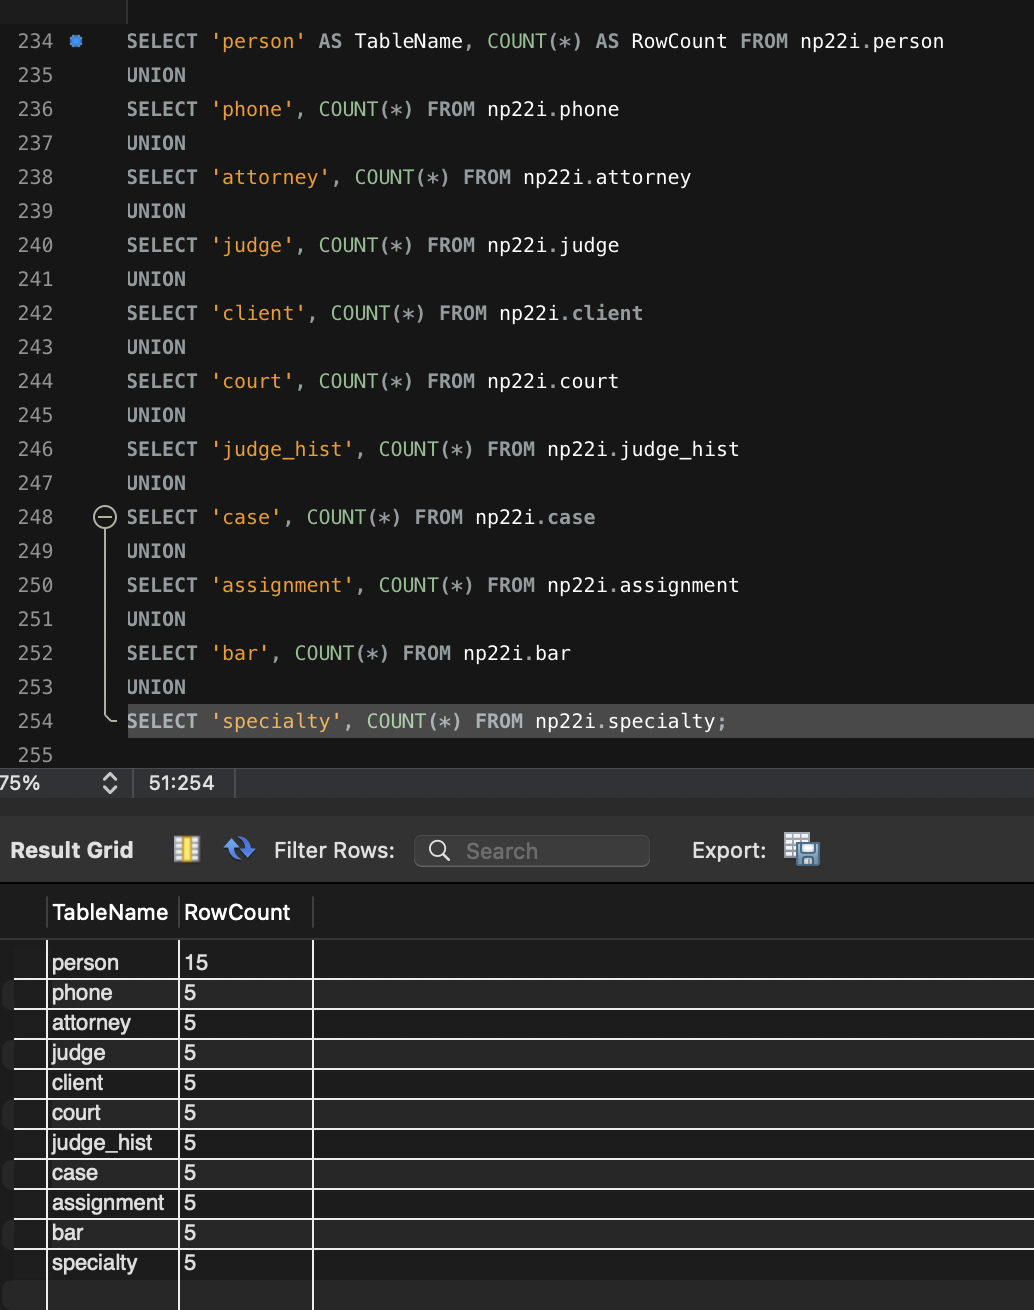 234 SELECT 'person' AS TableName, COUNT(*) AS RowCount FROM np22i.person
235 UNION
236 SELECT 'phone', COUNT(*) FROM np22i.phone
237 UNION
238 SELECT 'attorney', COUNT(*) FROM np22i.attorney
239 UNION
240 SELECT 'judge', COUNT(*) FROM np22i.judge
241 UNION
242 SELECT 'client', COUNT(*) FROM np22i.client
243 UNION
244 SELECT 'court', COUNT(*) FROM np22i.court
245 UNION
246 SELECT 'judge_hist', COUNT(*) FROM np22i.judge_hist
247 UNION
248 SELECT 'case', COUNT(*) FROM np22i.case
249 UNION
250 SELECT 'assignment', COUNT(*) FROM np22i.assignment
251 UNION
252 SELECT 'bar', COUNT(*) FROM np22i.bar
253 UNION
254 SELECT 'specialty', COUNT(*) FROM np22i.specialty;
255
75% 51:254
Result Grid Filter Rows: Search Export:
TableName RowCount
person 15
phone 5
attorney 5
judge 5
client 5
court 5
judge_hist 5
case 5
assignment 5
bar 5
specialty 5